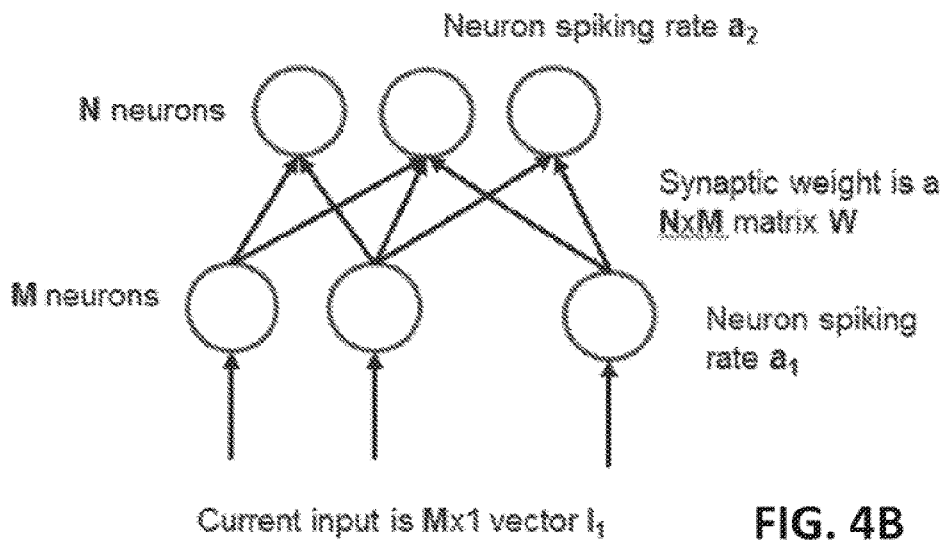 Neuron spiking rate a₂
N neurons
Synaptic weight is a
NxM matrix W
M neurons
Neuron spiking
rate a₁
Current input is Mx1 vector I₁
FIG. 4B